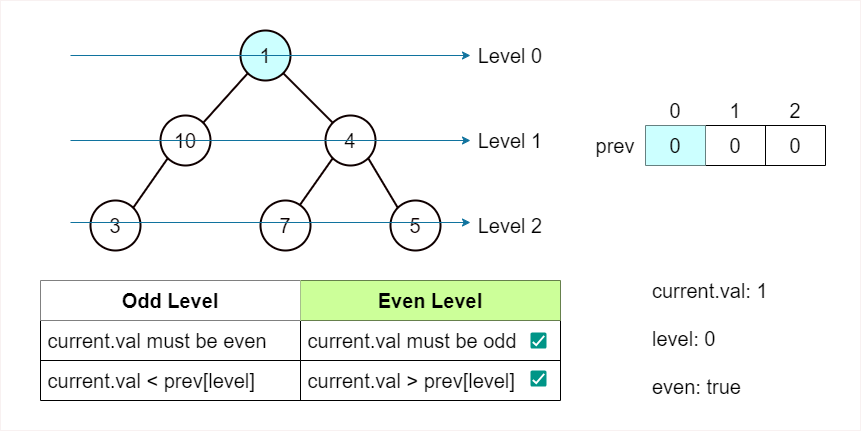 1 Level 0
10 4 Level 1
3 7 5 Level 2
0 1 2
prev 0 0 0
Odd Level Even Level
current.val must be even current.val must be odd
current.val < prev[level] current.val > prev[level]
current.val: 1
level: 0
even: true